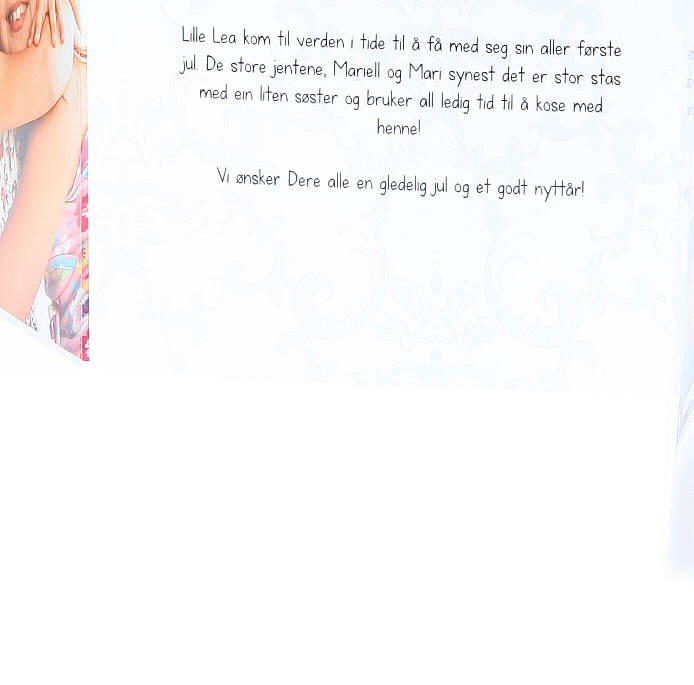 Lille Lea kom til verden i tide til å få med seg sin aller første
jul. De store jentene, Mariell og Mari synest det er stor stas
med ein liten søster og bruker all ledig tid til å kose med
henne!
Vi ønsker Dere alle en gledelig jul og et godt nyttår!